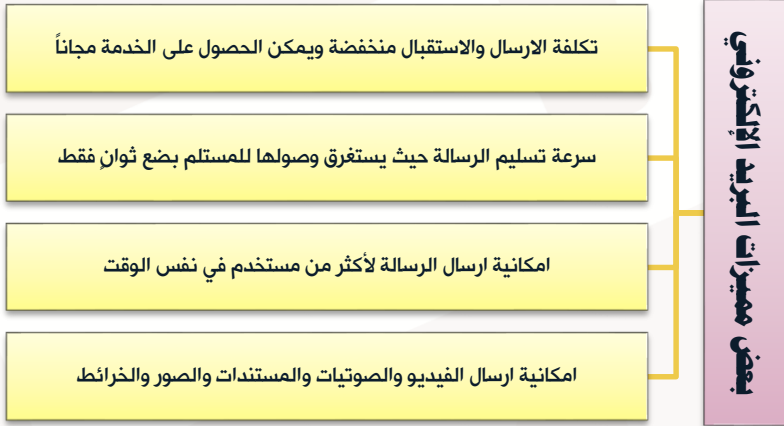 بعض مميزات البريد الإلكتروني
تكلفة الارسال والاستقبال منخفضة ويمكن الحصول على الخدمة مجاناً
سرعة تسليم الرسالة حيث يستغرق وصولها للمستلم بضع ثوانٍ فقط
امكانية ارسال الرسالة لأكثر من مستخدم في نفس الوقت
امكانية ارسال الفيديو والصوتيات والمستندات والصور والخرائط